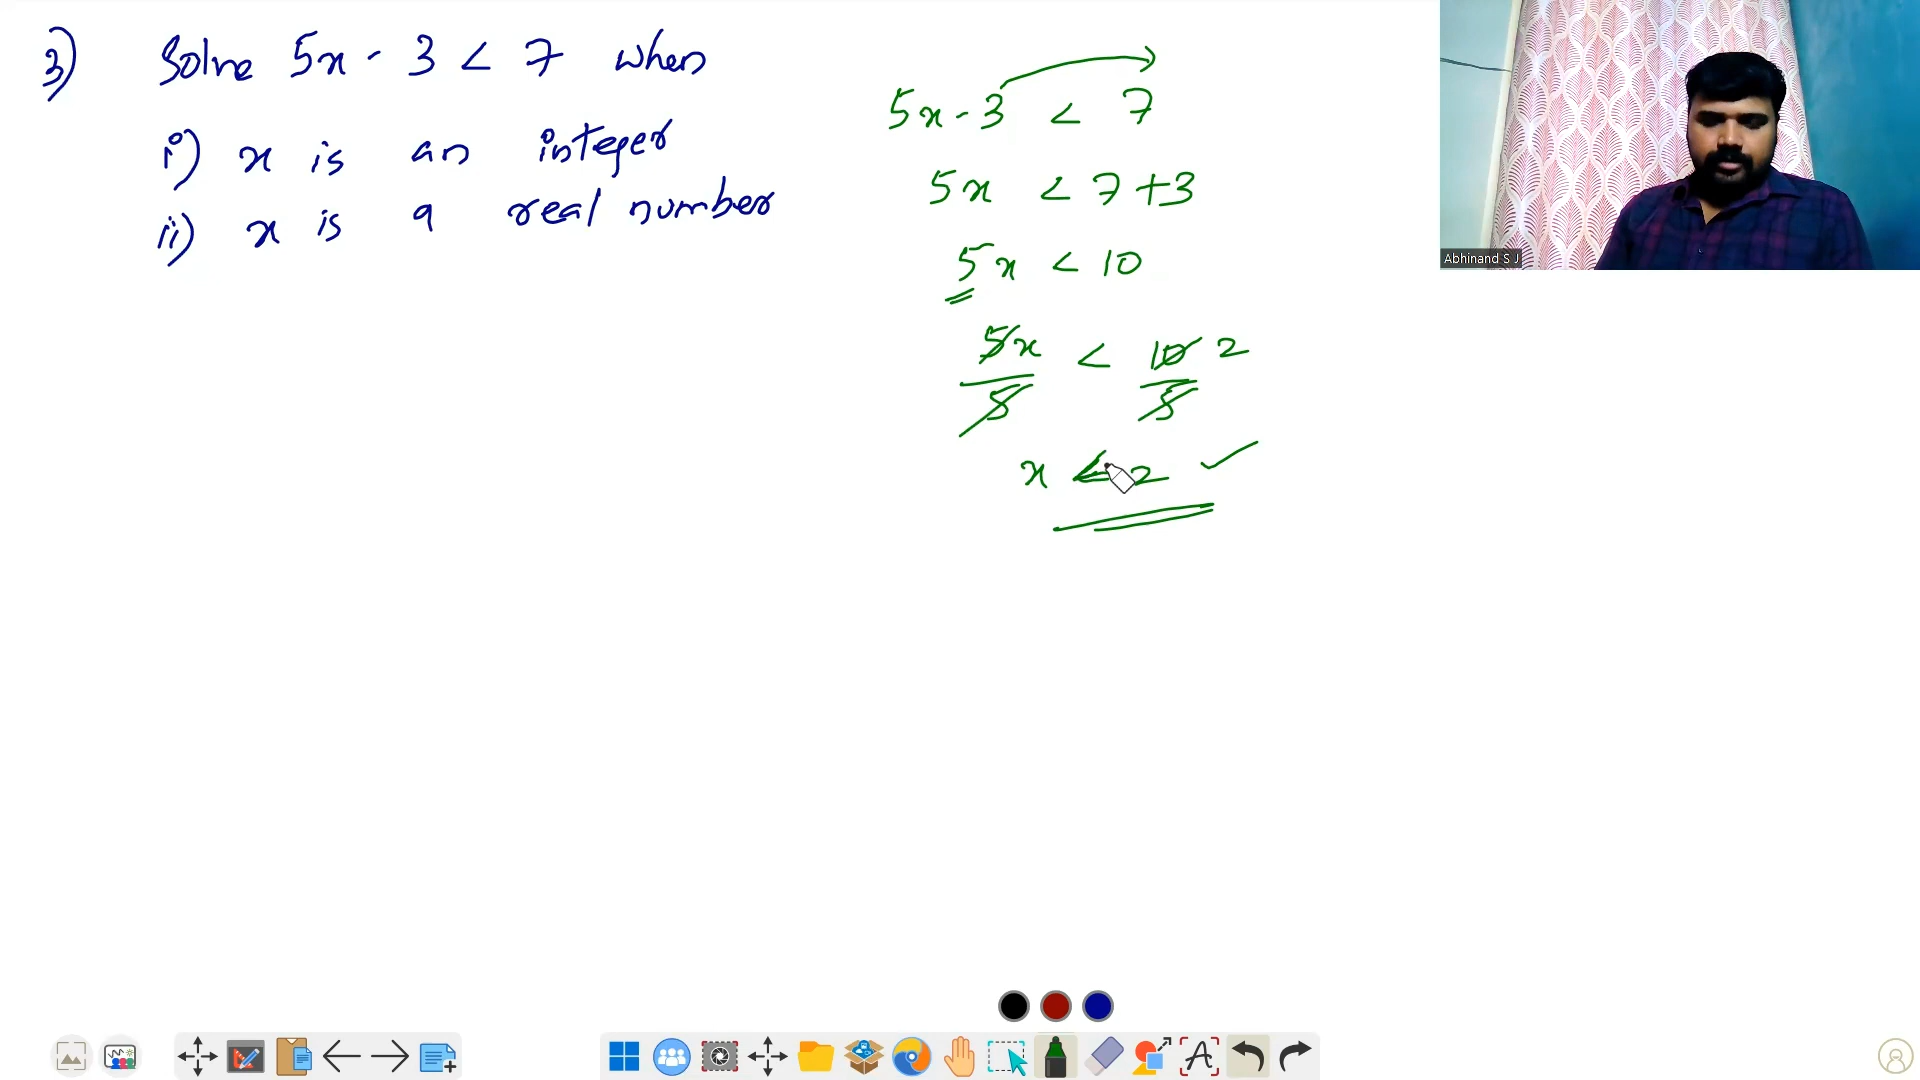 3) Solve 5x - 3 < 7 when
i) x is an integer
ii) x is a real number
5x - 3 < 7
5x < 7 + 3
5x < 10
5x/5 < 10/5 2
x < 2 ✓
Abhinand S J